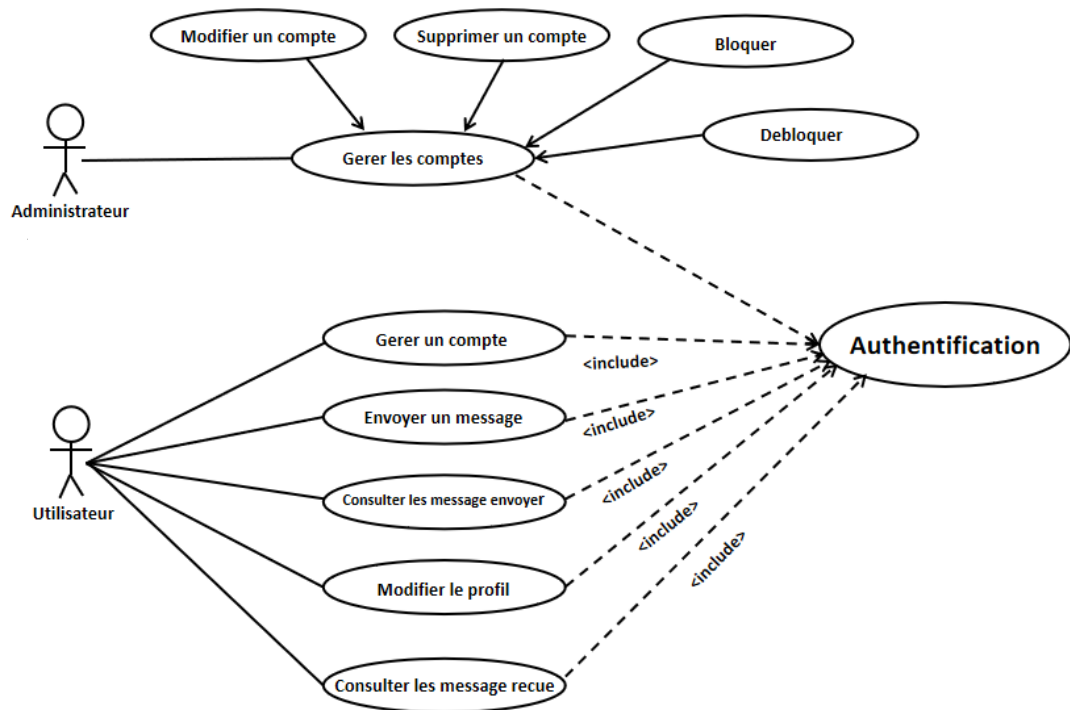 Modifier un compte
Supprimer un compte
Bloquer
Debloquer
Gerer les comptes
Administrateur
Gerer un compte
<include>
Authentification
Envoyer un message
<include>
Consulter les message envoyer
<include>
Utilisateur
Modifier le profil
<include>
<include>
Consulter les message recue